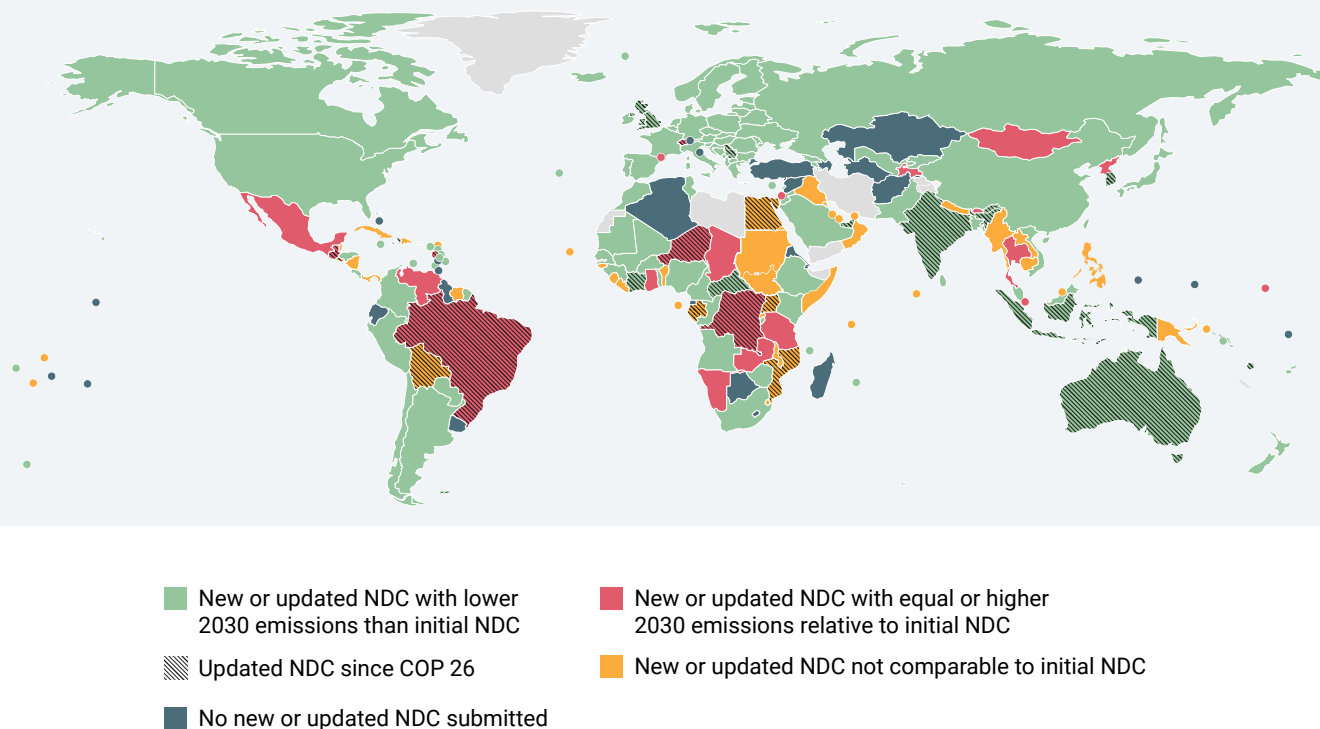 New or updated NDC with lower
2030 emissions than initial NDC
Updated NDC since COP 26
No new or updated NDC submitted
New or updated NDC with equal or higher
2030 emissions relative to initial NDC
New or updated NDC not comparable to initial NDC